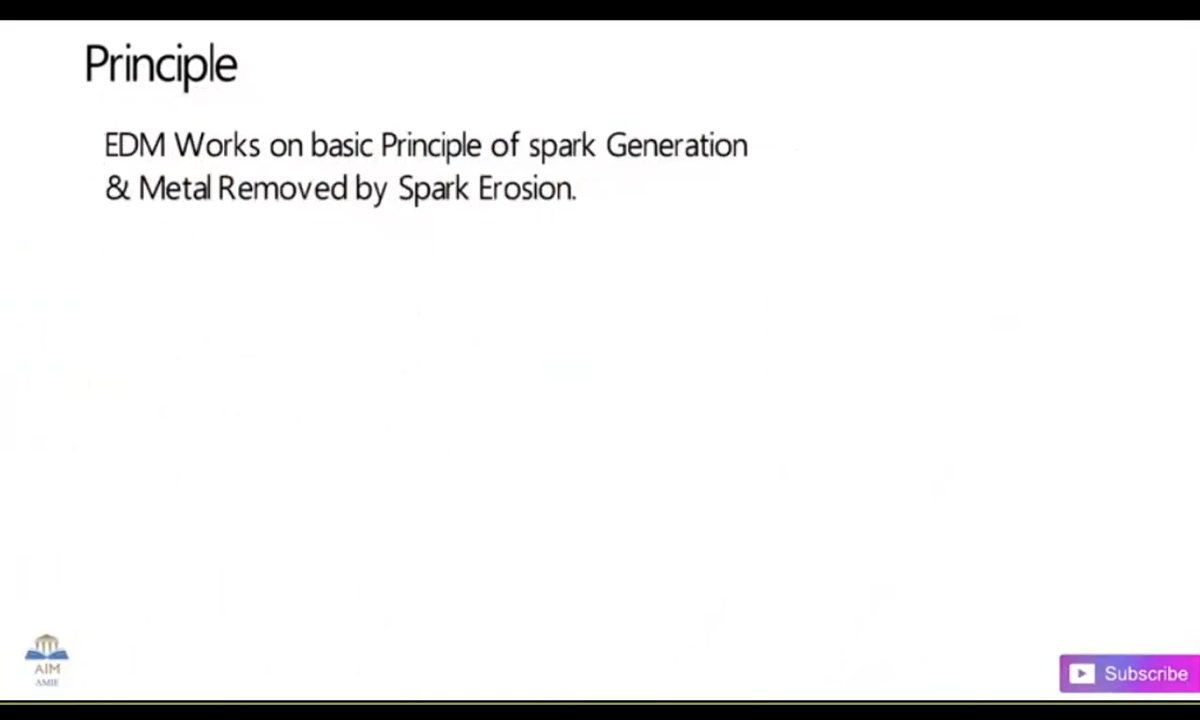 Principle
EDM Works on basic Principle of spark Generation
& Metal Removed by Spark Erosion.
AIM
AMIE
Subscribe